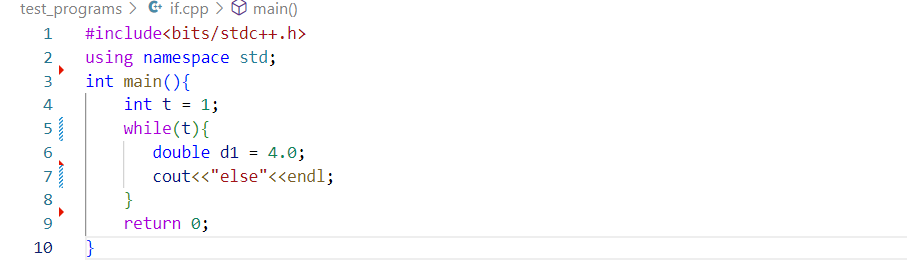 test_programs > if.cpp > main()
1 #include<bits/stdc++.h>
2 using namespace std;
3 int main(){
4     int t = 1;
5     while(t){
6        double d1 = 4.0;
7        cout<<"else"<<endl;
8     }
9     return 0;
10 }